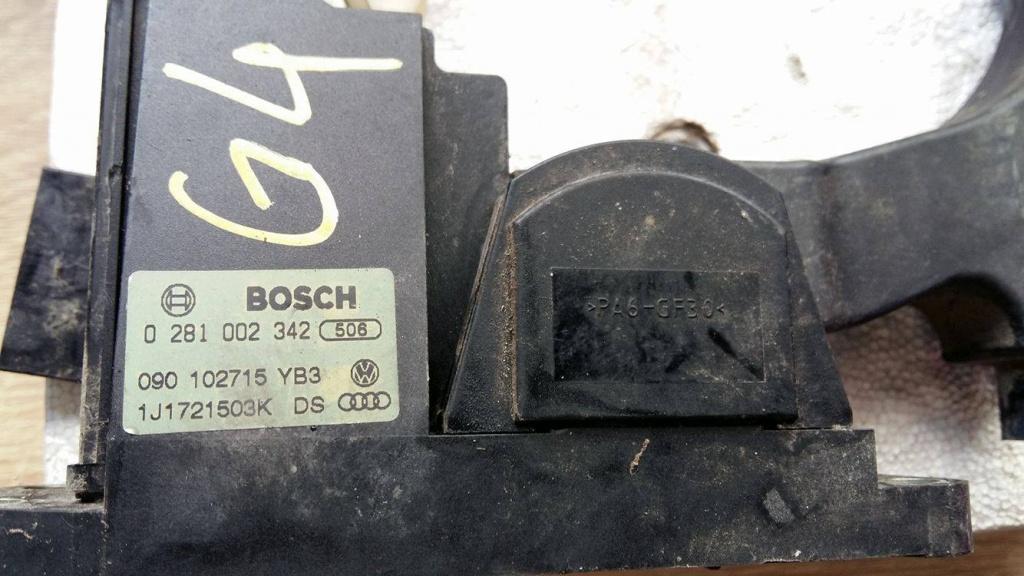 G4
BOSCH
0 281 002 342 506
090 102715 YB3
1J1721503K DS
>PA6-GF30<